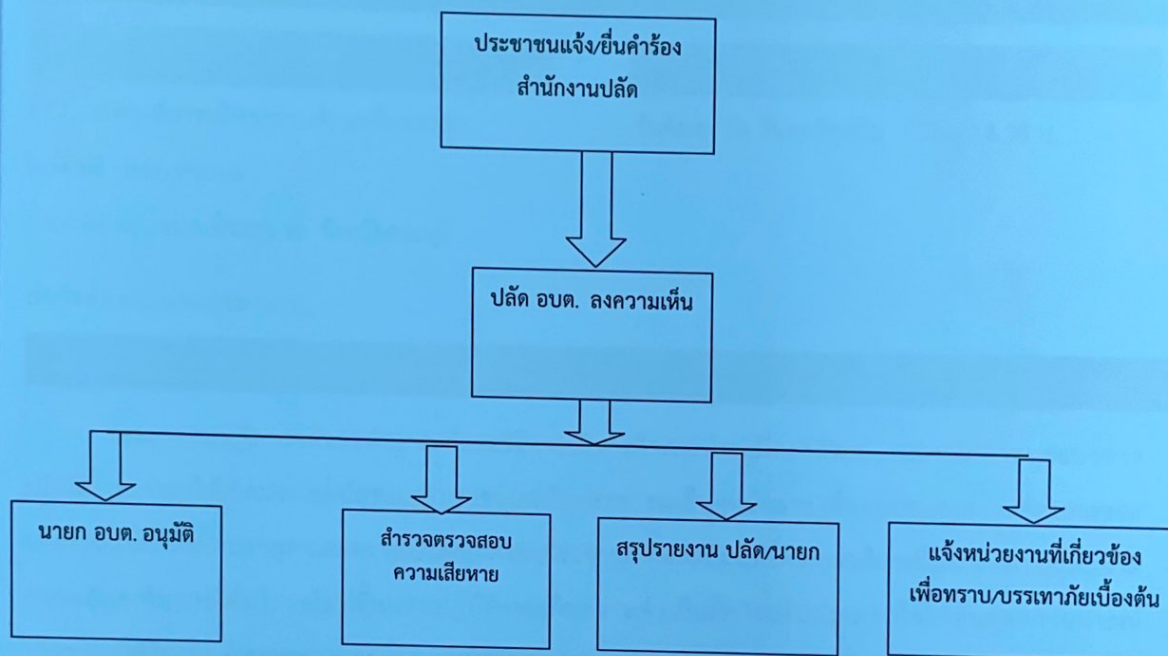 ประชาชนแจ้ง/ยื่นคำร้อง
สำนักงานปลัด
ปลัด อบต. ลงความเห็น
นายก อบต. อนุมัติ
สำรวจตรวจสอบ
ความเสียหาย
สรุปรายงาน ปลัด/นายก
แจ้งหน่วยงานที่เกี่ยวข้อง
เพื่อทราบ/บรรเทาภัยเบื้องต้น